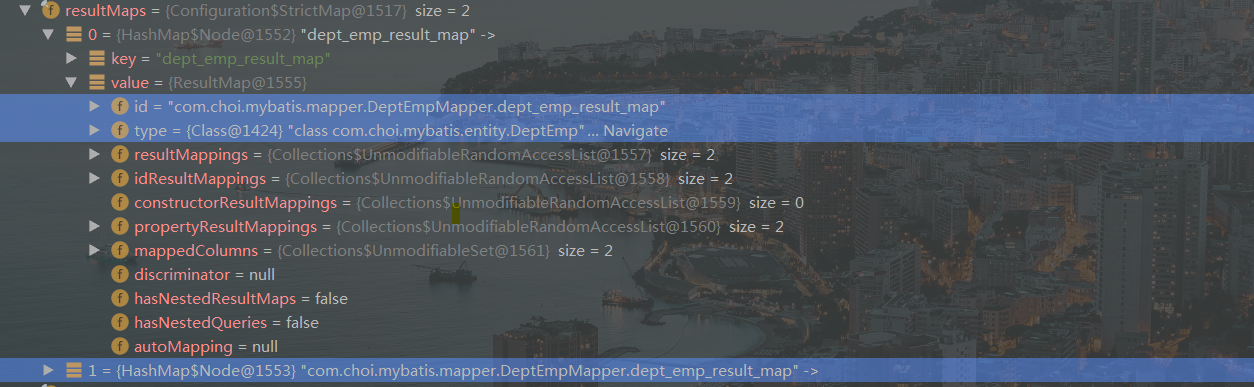 resultMaps = {Configuration$StrictMap@1517} size = 2
0 = {HashMap$Node@1552} "dept_emp_result_map" ->
key = "dept_emp_result_map"
value = {ResultMap@1555}
id = "com.choi.mybatis.mapper.DeptEmpMapper.dept_emp_result_map"
type = {Class@1424} "class com.choi.mybatis.entity.DeptEmp" ... Navigate
resultMappings = {Collections$UnmodifiableRandomAccessList@1557} size = 2
idResultMappings = {Collections$UnmodifiableRandomAccessList@1558} size = 2
constructorResultMappings = {Collections$UnmodifiableRandomAccessList@1559} size = 0
propertyResultMappings = {Collections$UnmodifiableRandomAccessList@1560} size = 2
mappedColumns = {Collections$UnmodifiableSet@1561} size = 2
discriminator = null
hasNestedResultMaps = false
hasNestedQueries = false
autoMapping = null
1 = {HashMap$Node@1553} "com.choi.mybatis.mapper.DeptEmpMapper.dept_emp_result_map" ->